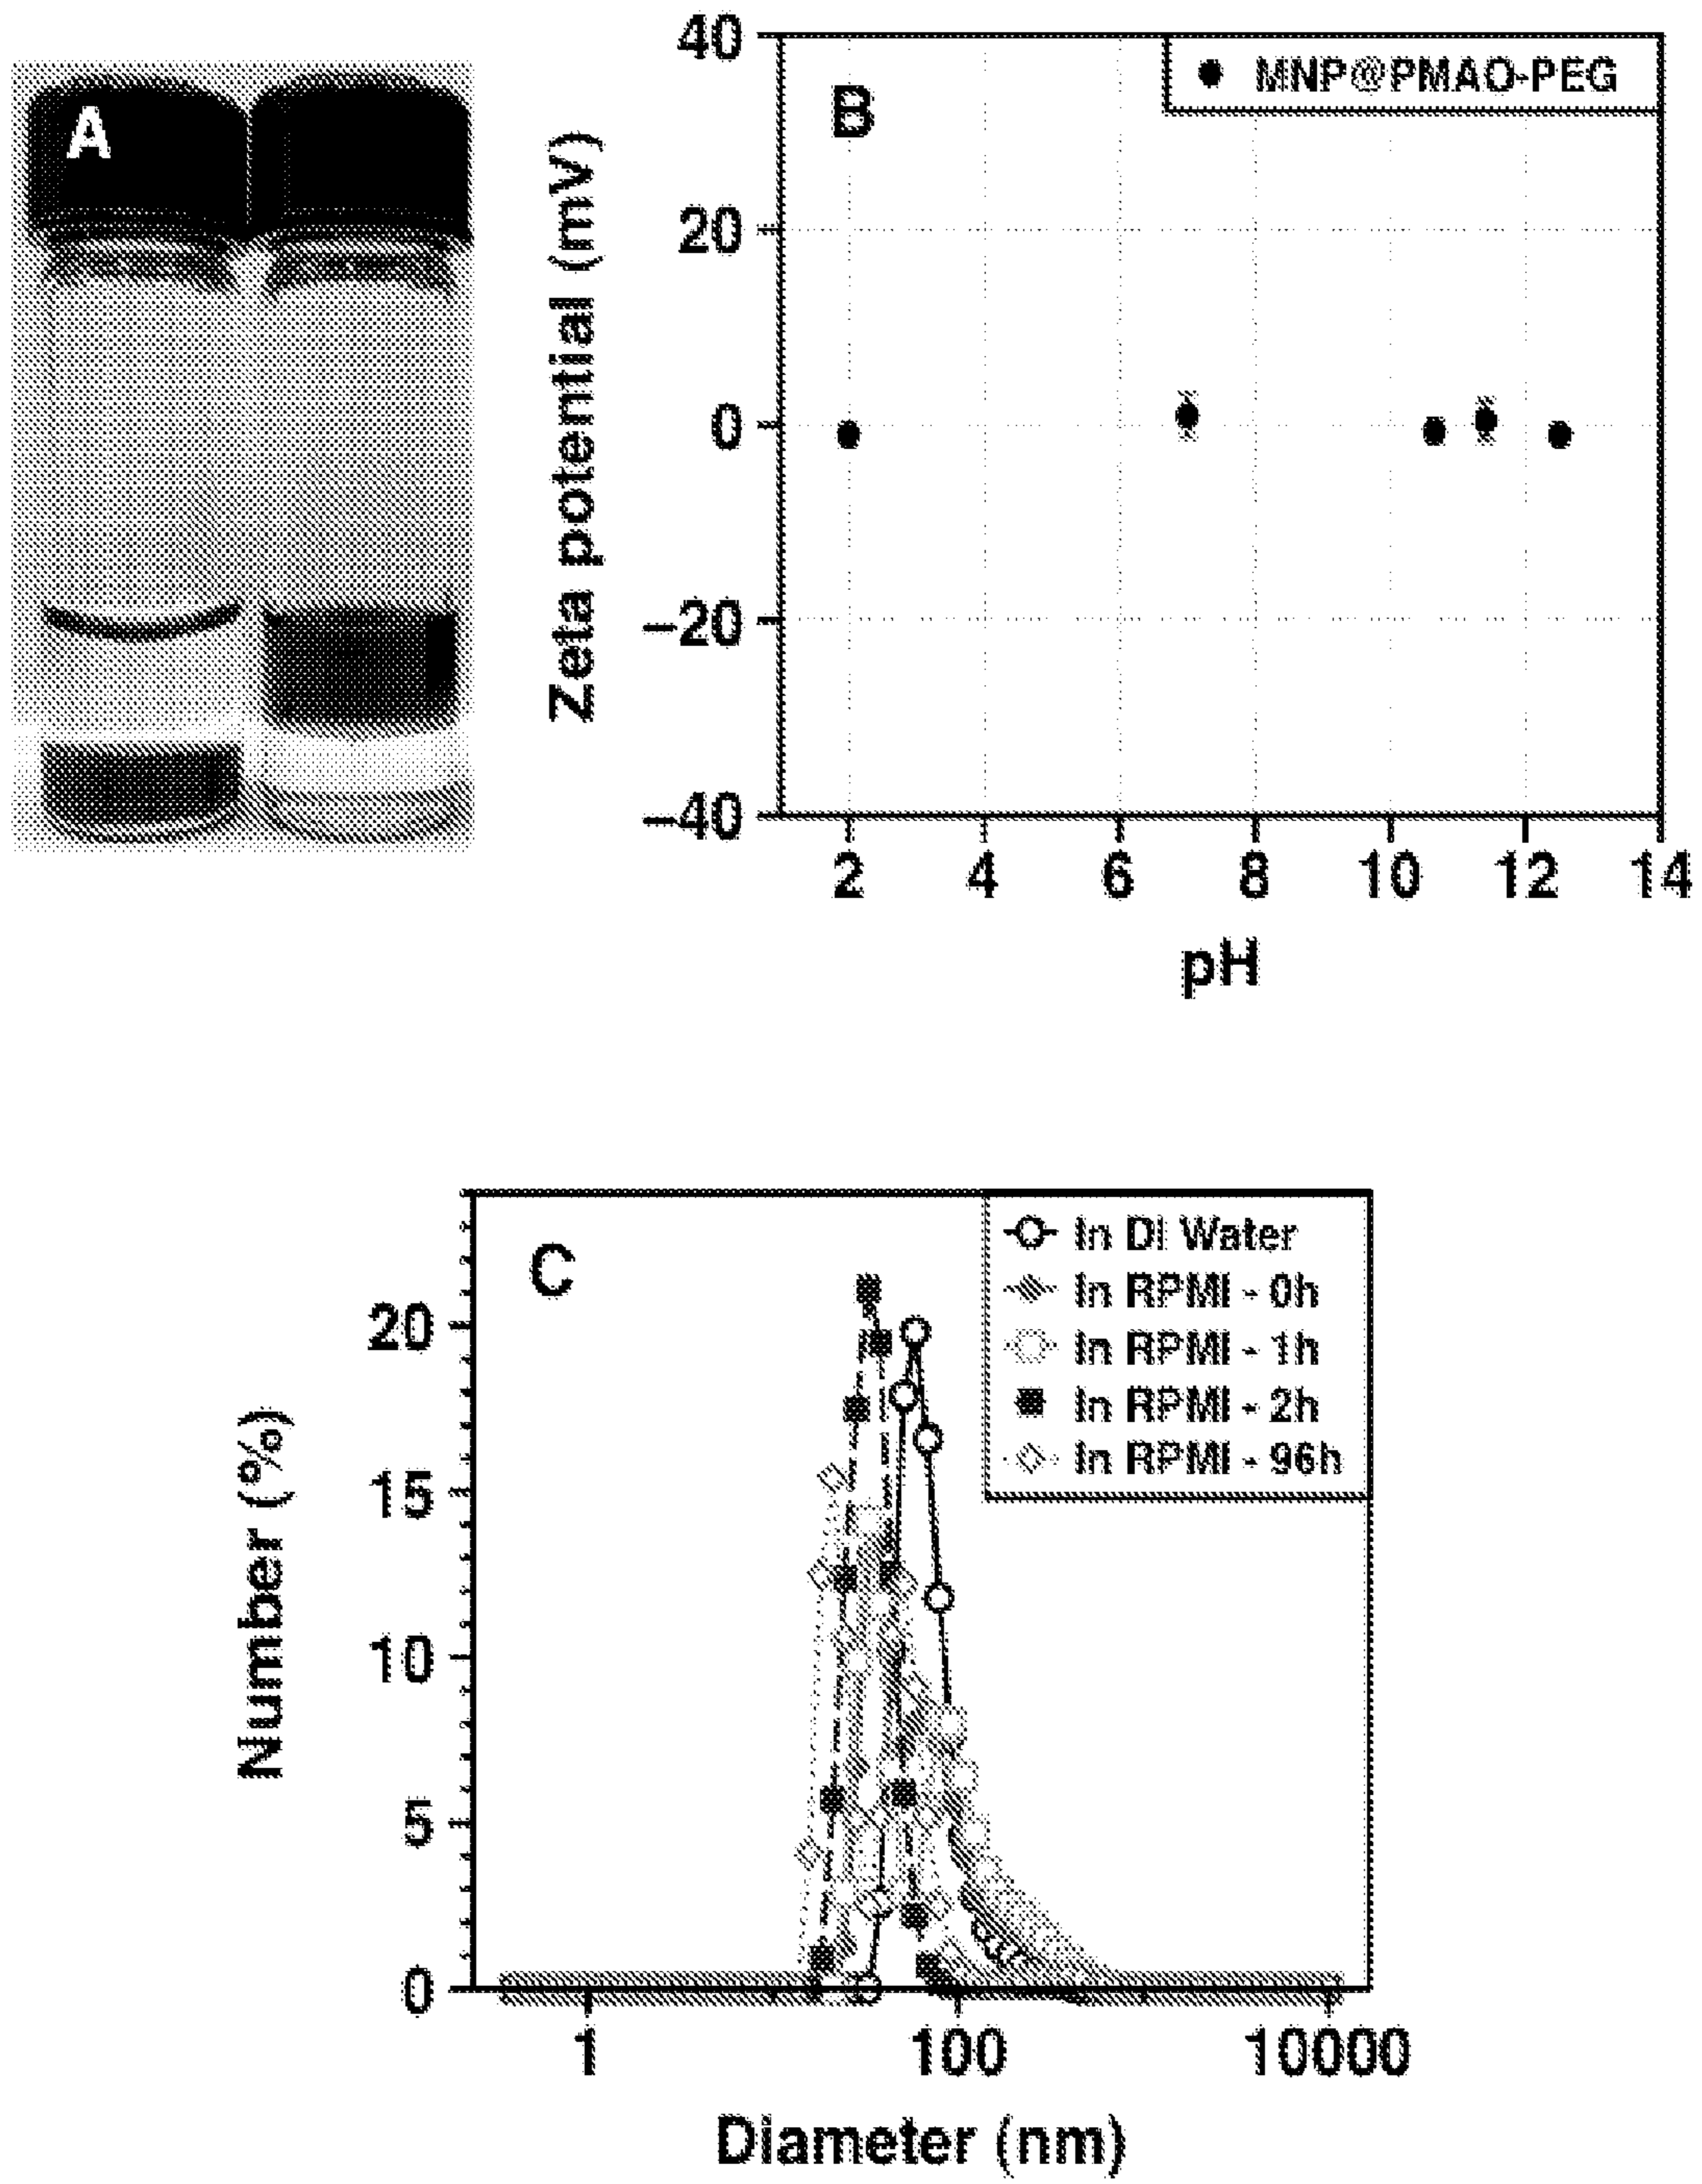 A
B
MNP@PMAO-PEG
40
20
0
−20
−40
Zeta potential (mV)
2 4 6 8 10 12 14
pH
C
In DI Water
In RPMI - 0h
In RPMI - 1h
In RPMI - 2h
In RPMI - 96h
20
15
10
5
0
Number (%)
1 100 10000
Diameter (nm)